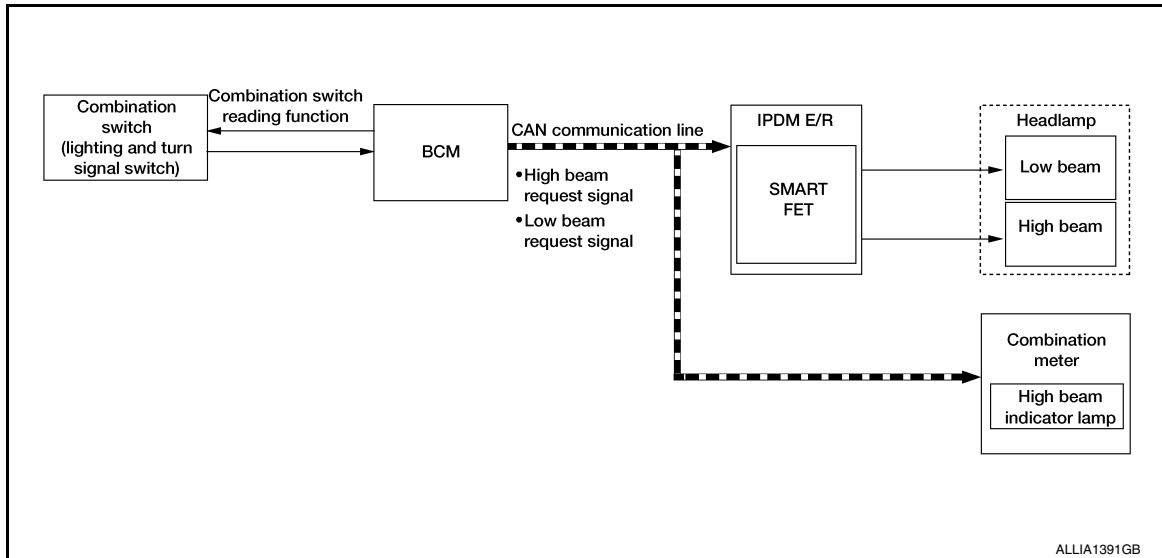 Combination
switch
(lighting and turn
signal switch)
Combination switch
reading function
BCM
CAN communication line
•High beam
request signal
•Low beam
request signal
IPDM E/R
SMART
FET
Headlamp
Low beam
High beam
Combination
meter
High beam
indicator lamp
ALLIA1391GB